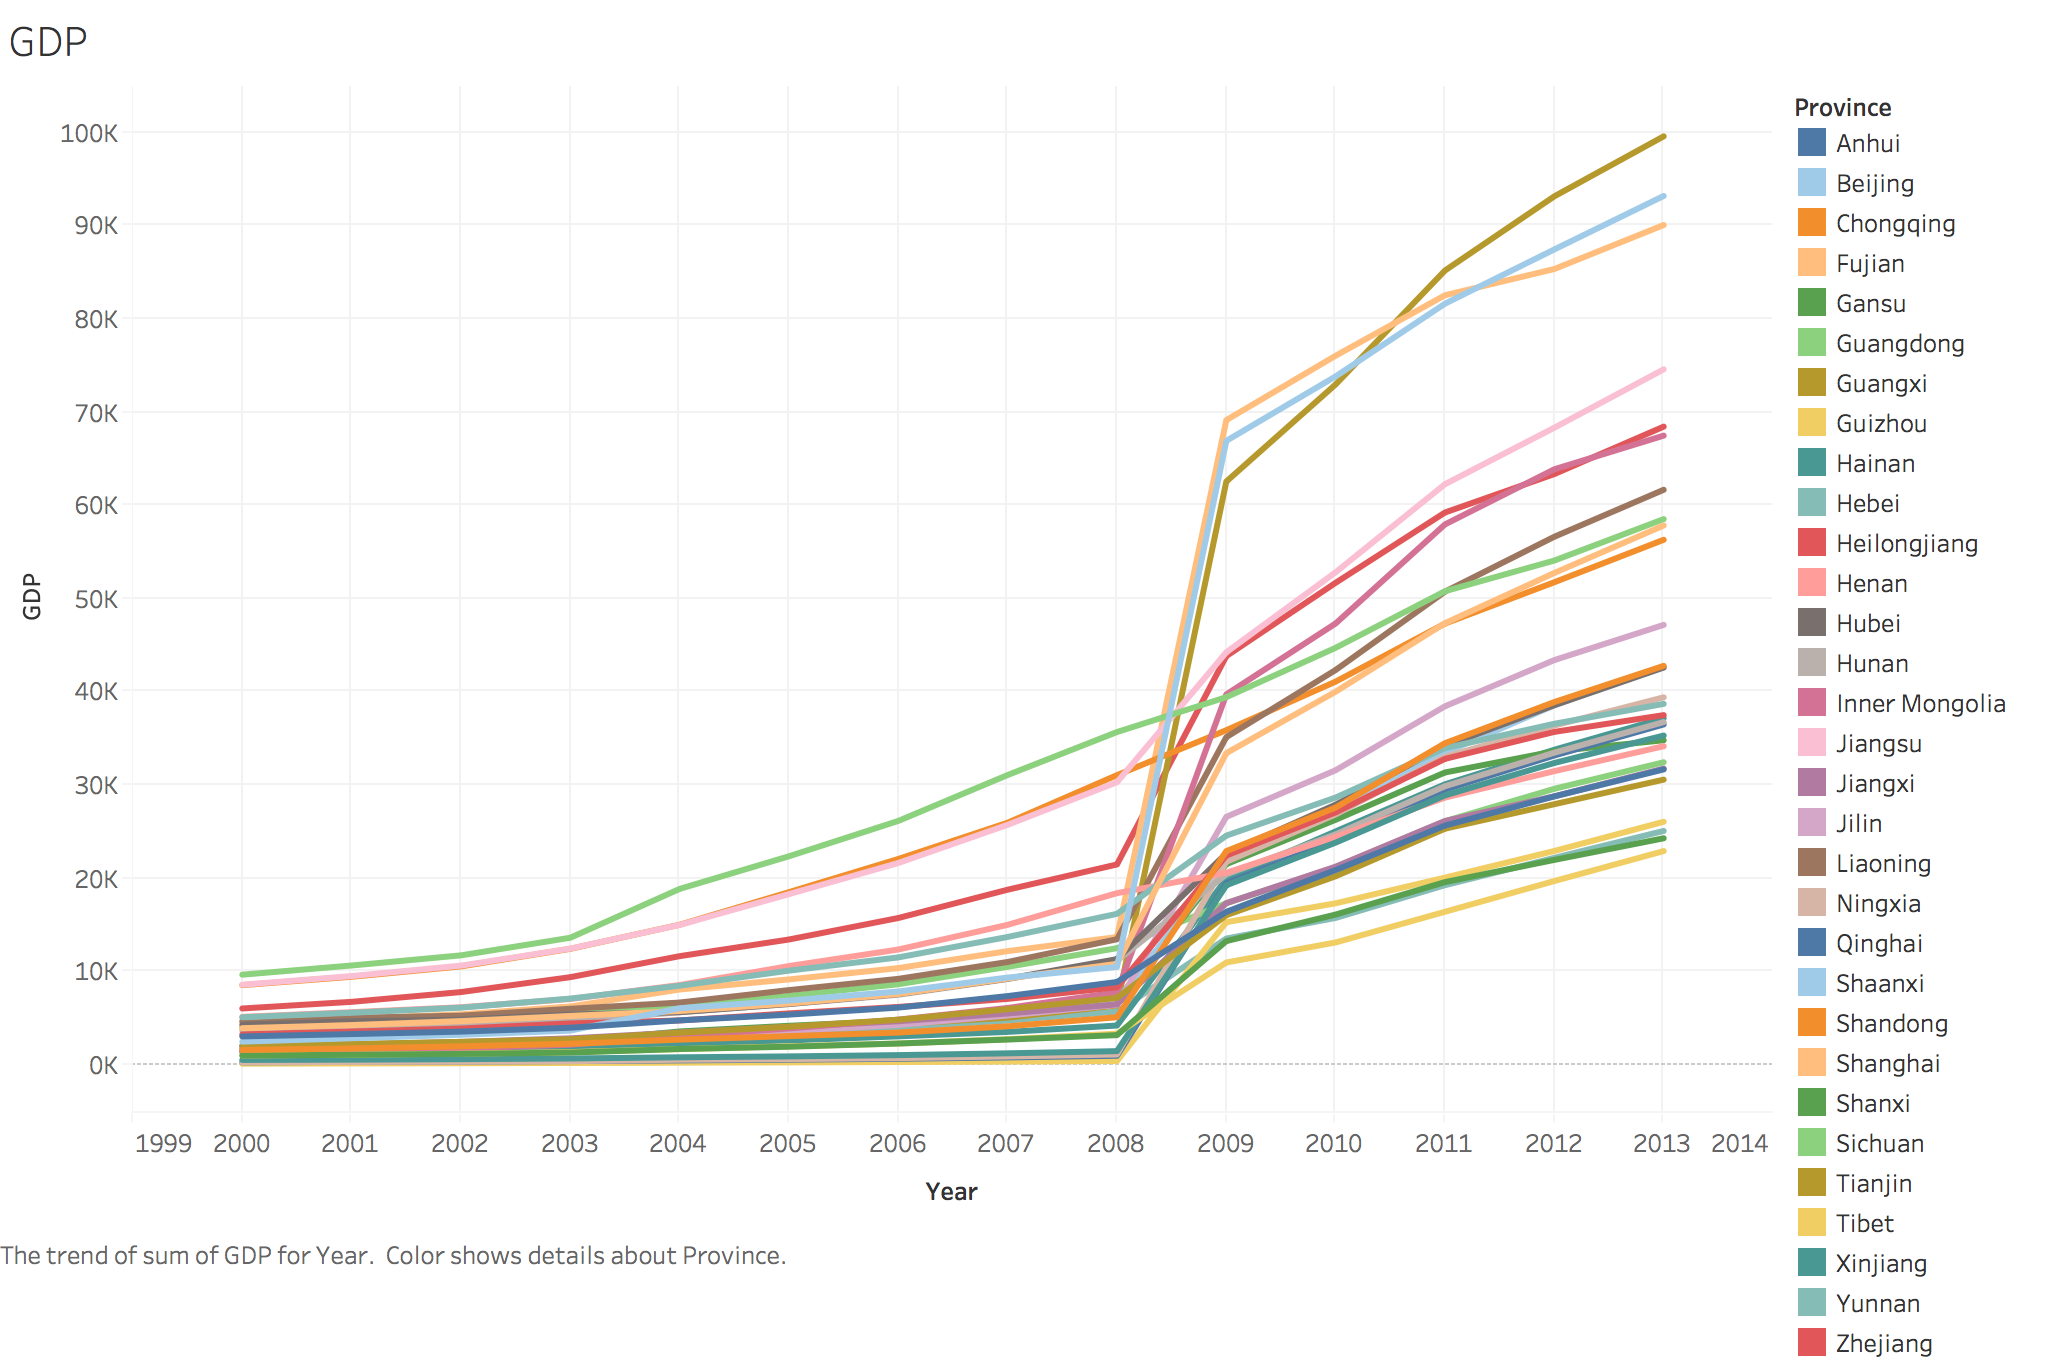 GDP
Province
Anhui
Beijing
Chongqing
Fujian
Gansu
Guangdong
Guangxi
Guizhou
Hainan
Hebei
Heilongjiang
Henan
Hubei
Hunan
Inner Mongolia
Jiangsu
Jiangxi
Jilin
Liaoning
Ningxia
Qinghai
Shaanxi
Shandong
Shanghai
Shanxi
Sichuan
Tianjin
Tibet
Xinjiang
Yunnan
Zhejiang
100K
90K
80K
70K
60K
50K
40K
30K
20K
10K
0K
GDP
1999 2000 2001 2002 2003 2004 2005 2006 2007 2008 2009 2010 2011 2012 2013 2014
Year
The trend of sum of GDP for Year. Color shows details about Province.